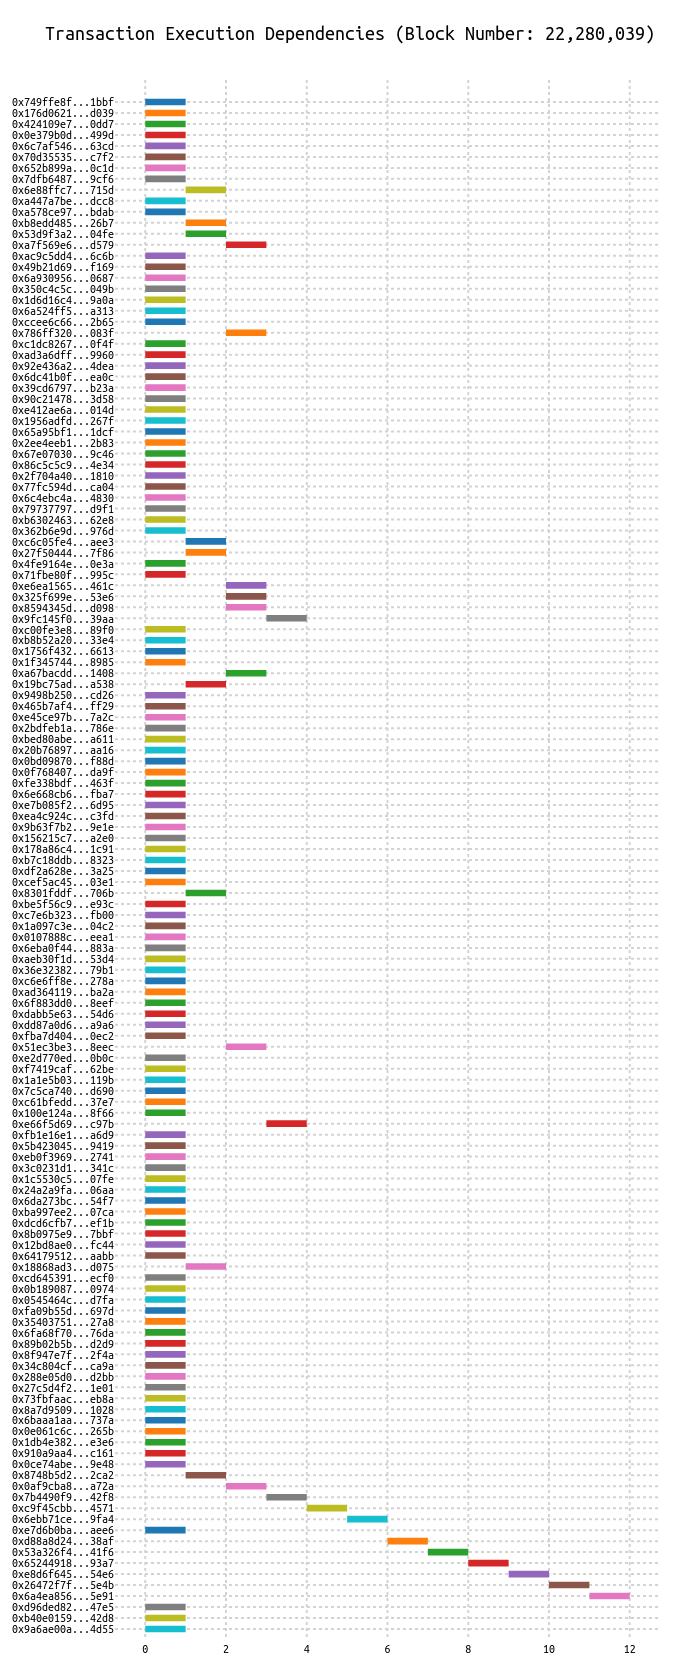 Transaction Execution Dependencies (Block Number: 22,280,039)
0x749ffe8f...1bbf
0x176d0621...d039
0x424109e7...0dd7
0x0e379b0d...499d
0x6c7af546...63cd
0x70d35535...c7f2
0x652b899a...0c1d
0x7dfb6487...9cf6
0x6e88ffc7...715d
0xa447a7be...dcc8
0xa578ce97...bdab
0xb8edd485...26b7
0x53d9f3a2...04fe
0xa7f569e6...d579
0xac9c5dd4...6c6b
0x49b21d69...f169
0x6a930956...0687
0x350c4c5c...049b
0x1d6d16c4...9a0a
0x6a524ff5...a313
0xccee6c66...2b65
0x786ff320...083f
0xc1dc8267...0f4f
0xad3a6dff...9960
0x92e436a2...4dea
0x6dc41b0f...ea0c
0x39cd6797...b23a
0x90c21478...3d58
0xe412ae6a...014d
0x1956adfd...267f
0x65a95bf1...1dcf
0x2ee4eeb1...2b83
0x67e07030...9c46
0x86c5c5c9...4e34
0x2f704a40...1810
0x77fc594d...ca04
0x6c4ebc4a...4830
0x79737797...d9f1
0xb6302463...62e8
0x362b6e9d...976d
0xc6c05fe4...aee3
0x27f50444...7f86
0x4fe9164e...0e3a
0x71fbe80f...995c
0xe6ea1565...461c
0x325f699e...53e6
0x8594345d...d098
0x9fc145f0...39aa
0xc00fe3e8...89f0
0xb8b52a20...33e4
0x1756f432...6613
0x1f345744...8985
0xa67bacdd...1408
0x19bc75ad...a538
0x9498b250...cd26
0x465b7af4...ff29
0xe45ce97b...7a2c
0x2bdfeb1a...786e
0xbed80abe...a611
0x20b76897...aa16
0x0bd09870...f88d
0x0f768407...da9f
0xfe338bdf...463f
0x6e668cb6...fba7
0xe7b085f2...6d95
0xea4c924c...c3fd
0x9b63f7b2...9e1e
0x156215c7...a2e0
0x178a86c4...1c91
0xb7c18ddb...8323
0xdf2a628e...3a25
0xcef5ac45...03e1
0x8301fddf...706b
0xbe5f56c9...e93c
0xc7e6b323...fb00
0x1a097c3e...04c2
0x0107888c...eea1
0x6eba0f44...883a
0xaeb30f1d...53d4
0x36e32382...79b1
0xc6e6ff8e...278a
0xad364119...ba2a
0x6f883dd0...8eef
0xdabb5e63...54d6
0xdd87a0d6...a9a6
0xfba7d404...0ec2
0x51ec3be3...8eec
0xe2d770ed...0b0c
0xf7419caf...62be
0x1a1e5b03...119b
0x7c5ca740...d690
0xc61bfedd...37e7
0x100e124a...8f66
0xe66f5d69...c97b
0xfb1e16e1...a6d9
0x5b423045...9419
0xeb0f3969...2741
0x3c0231d1...341c
0x1c5530c5...07fe
0x24a2a9fa...06aa
0x6da273bc...54f7
0xba997ee2...07ca
0xdcd6cfb7...ef1b
0x8b0975e9...7bbf
0x12bd8ae0...fc44
0x64179512...aabb
0x18868ad3...d075
0xcd645391...ecf0
0x0b189087...0974
0x0545464c...d7fa
0xfa09b55d...697d
0x35403751...27a8
0x6fa68f70...76da
0x89b02b5b...d2d9
0x8f947e7f...2f4a
0x34c804cf...ca9a
0x288e05d0...d2bb
0x27c5d4f2...1e01
0x73fbfaac...eb8a
0x8a7d9509...1028
0x6baaa1aa...737a
0x0e061c6c...265b
0x1db4e382...e3e6
0x910a9aa4...c161
0x0ce74abe...9e48
0x8748b5d2...2ca2
0x0af9cba8...a72a
0x7b4490f9...42f8
0xc9f45cbb...4571
0x6ebb71ce...9fa4
0xe7d6b0ba...aee6
0xd88a8d24...38af
0x53a326f4...41f6
0x65244918...93a7
0xe8d6f645...54e6
0x26472f7f...5e4b
0x6a4ea856...5e91
0xd96ded82...47e5
0xb40e0159...42d8
0x9a6ae00a...4d55
0 2 4 6 8 10 12